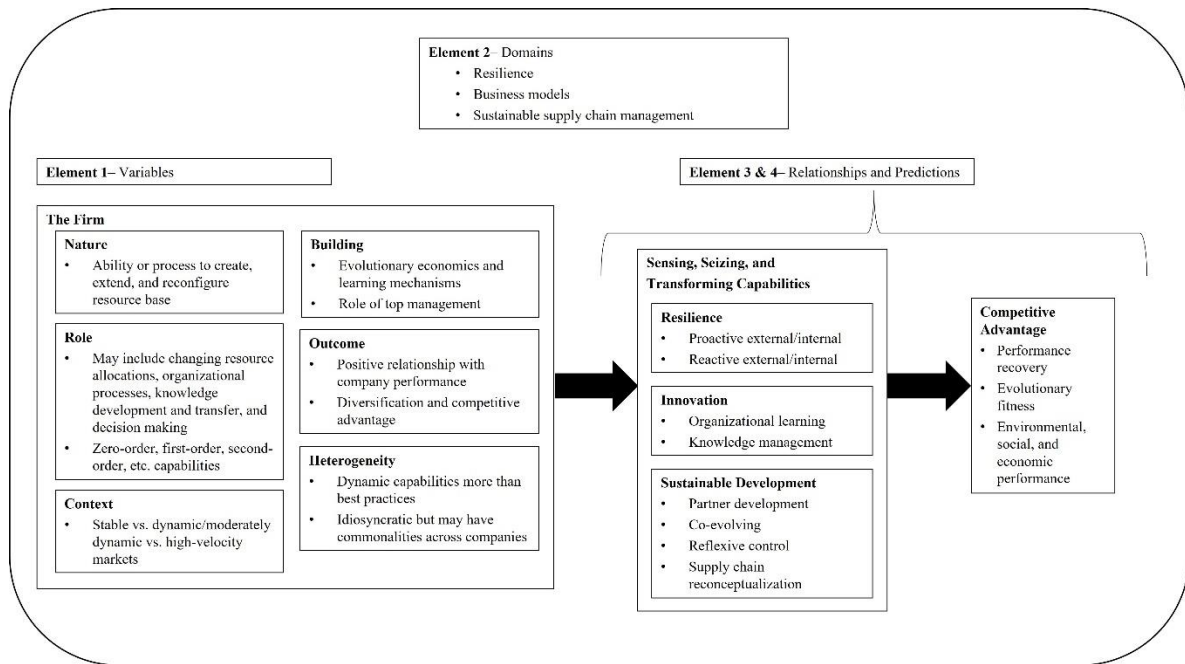 Element 2– Domains
• Resilience
• Business models
• Sustainable supply chain management
Element 1– Variables
Element 3 & 4– Relationships and Predictions
The Firm
Nature
• Ability or process to create,
extend, and reconfigure
resource base
Role
• May include changing resource
allocations, organizational
processes, knowledge
development and transfer, and
decision making
• Zero-order, first-order, second-
order, etc. capabilities
Context
• Stable vs. dynamic/moderately
dynamic vs. high-velocity
markets
Building
• Evolutionary economics and
learning mechanisms
• Role of top management
Outcome
• Positive relationship with
company performance
• Diversification and competitive
advantage
Heterogeneity
• Dynamic capabilities more than
best practices
• Idiosyncratic but may have
commonalities across companies
Sensing, Seizing, and
Transforming Capabilities
Resilience
• Proactive external/internal
• Reactive external/internal
Innovation
• Organizational learning
• Knowledge management
Sustainable Development
• Partner development
• Co-evolving
• Reflexive control
• Supply chain
reconceptualization
Competitive
Advantage
• Performance
recovery
• Evolutionary
fitness
• Environmental,
social, and
economic
performance